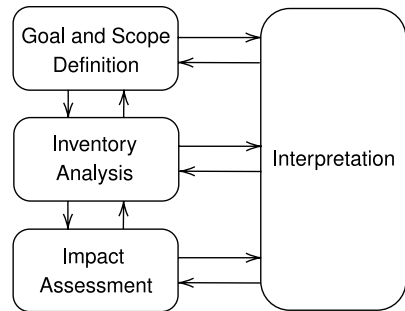 Goal and Scope
Definition
Inventory
Analysis
Impact
Assessment
Interpretation